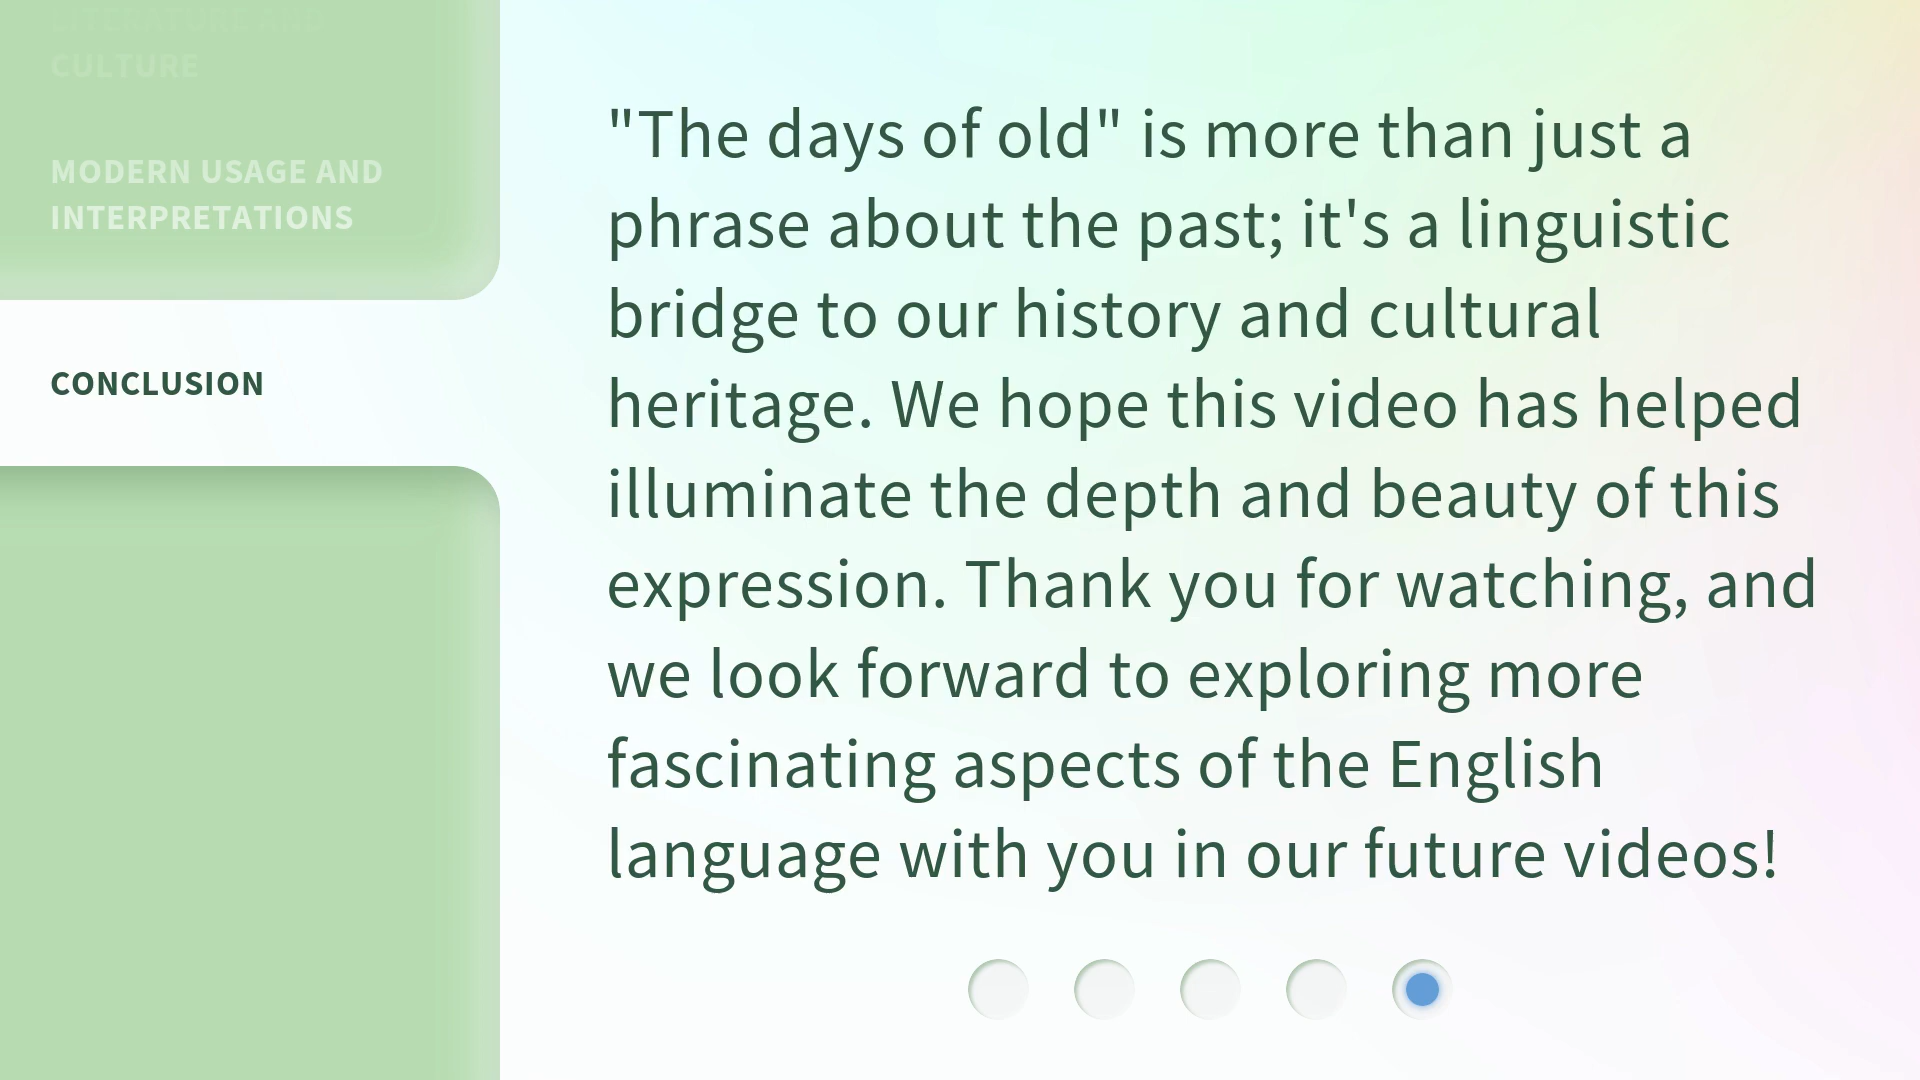 LITERATURE AND
CULTURE
MODERN USAGE AND
INTERPRETATIONS
CONCLUSION
"The days of old" is more than just a
phrase about the past; it's a linguistic
bridge to our history and cultural
heritage. We hope this video has helped
illuminate the depth and beauty of this
expression. Thank you for watching, and
we look forward to exploring more
fascinating aspects of the English
language with you in our future videos!